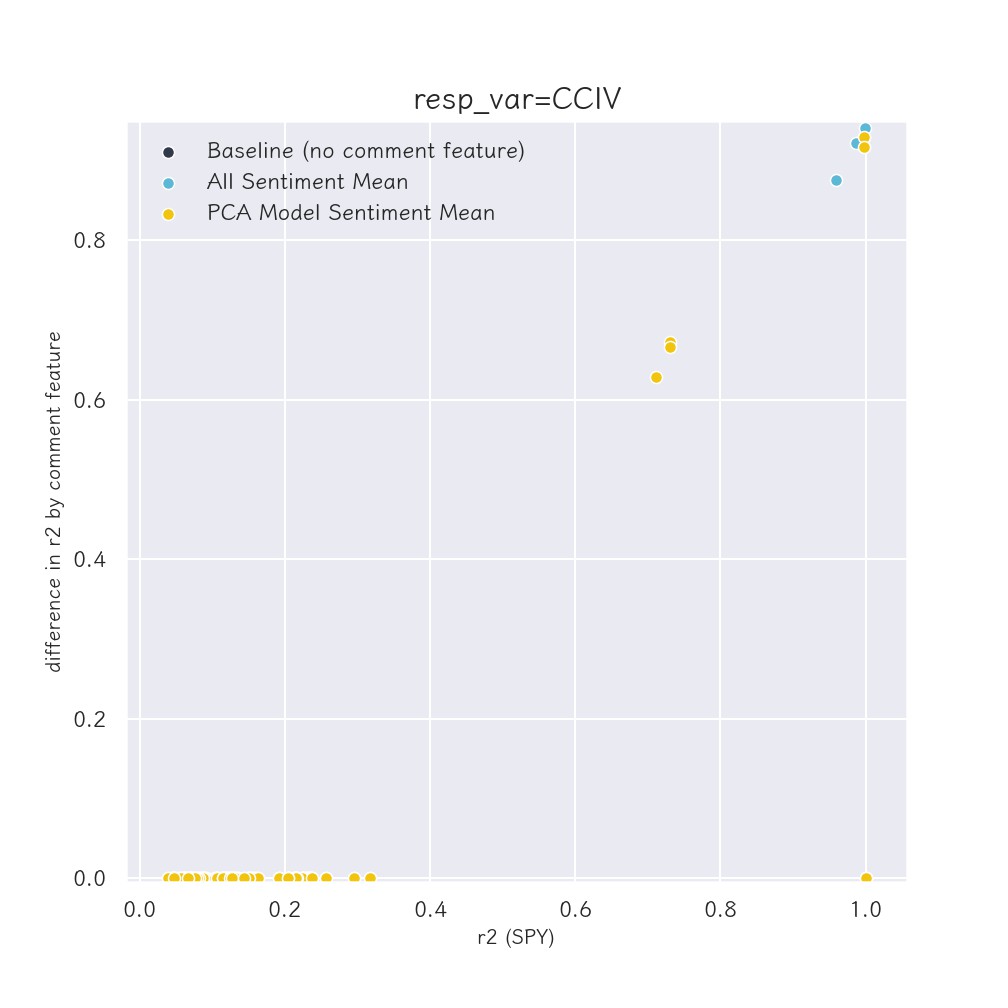 resp_var=CCIV
Baseline (no comment feature)
All Sentiment Mean
PCA Model Sentiment Mean
difference in r2 by comment feature
0.8
0.6
0.4
0.2
0.0
0.0 0.2 0.4 0.6 0.8 1.0
r2 (SPY)